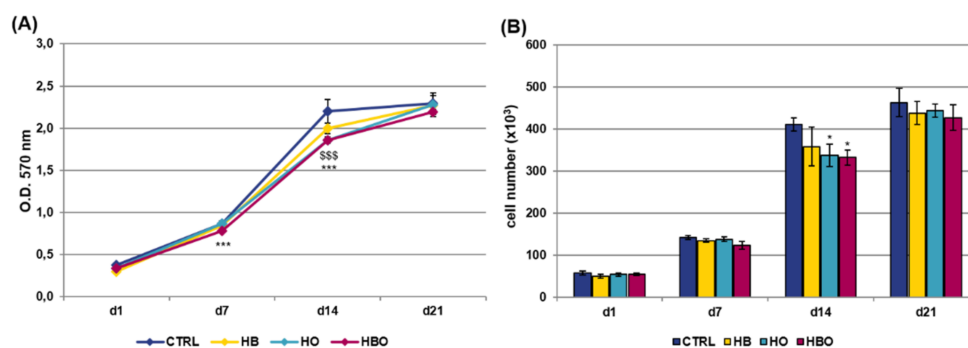 (A)
3,0
2,5
2,0
1,5
1,0
0,5
0,0
O.D. 570 nm
$$$
***
***
d1 d7 d14 d21
CTRL HB HO HBO
(B)
600
500
400
300
200
100
0
cell number (x10³)
* *
d1 d7 d14 d21
CTRL HB HO HBO